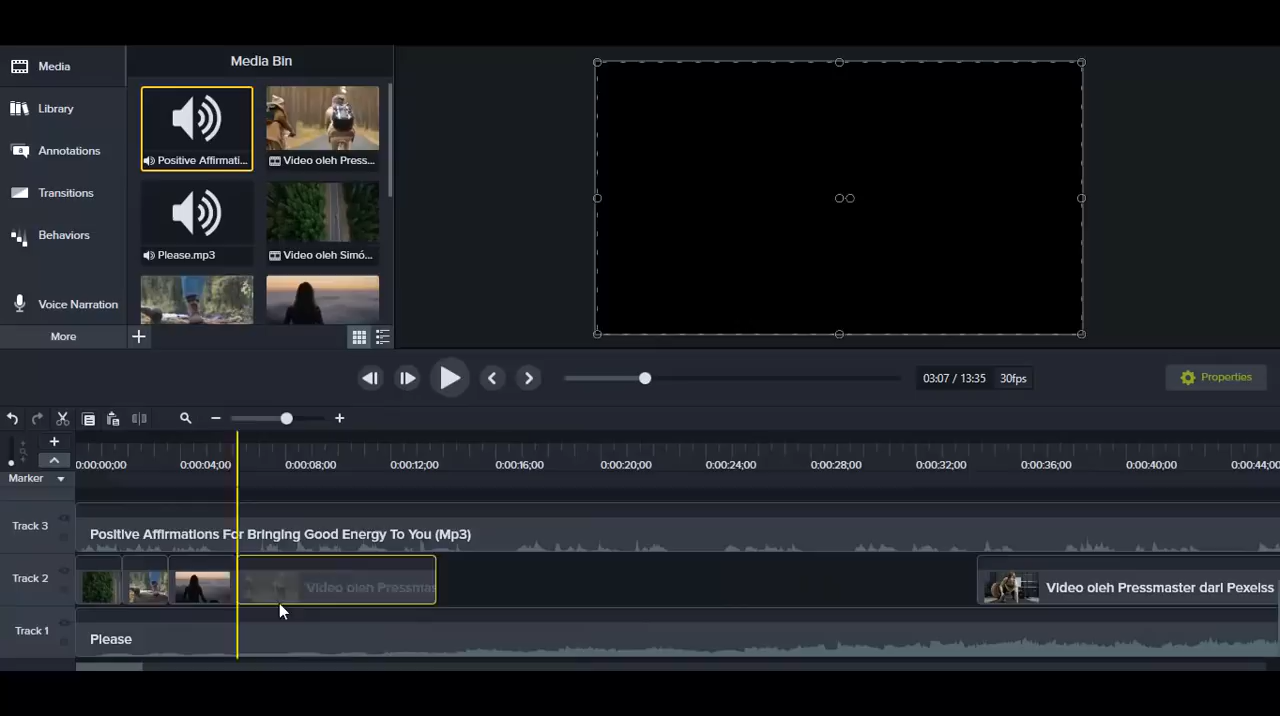 Media
Library
Annotations
Transitions
Behaviors
Voice Narration
More
Media Bin
Positive Affirmati...
Video oleh Press...
Please.mp3
Video oleh Simó...
03:07 / 13:35
30fps
Properties
Marker
0:00:00;00
0:00:04;00
0:00:08;00
0:00:12;00
0:00:16;00
0:00:20;00
0:00:24;00
0:00:28;00
0:00:32;00
0:00:36;00
0:00:40;00
0:00:44;00
Track 3
Positive Affirmations For Bringing Good Energy To You (Mp3)
Track 2
Video oleh Pressmas
Video oleh Pressmaster dari Pexelss
Track 1
Please